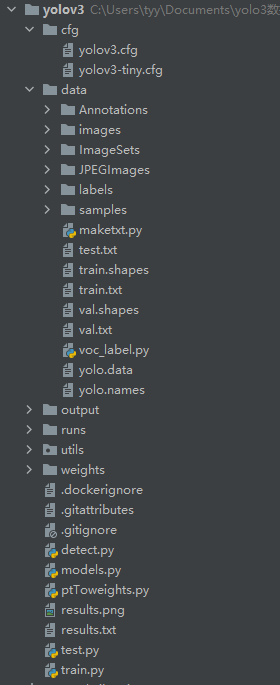 yolov3 C:\Users\tyy\Documents\yolo3数
cfg
yolov3.cfg
yolov3-tiny.cfg
data
Annotations
images
ImageSets
JPEGImages
labels
samples
maketxt.py
test.txt
train.shapes
train.txt
val.shapes
val.txt
voc_label.py
yolo.data
yolo.names
output
runs
utils
weights
.dockerignore
.gitattributes
.gitignore
detect.py
models.py
ptToweights.py
results.png
results.txt
test.py
train.py